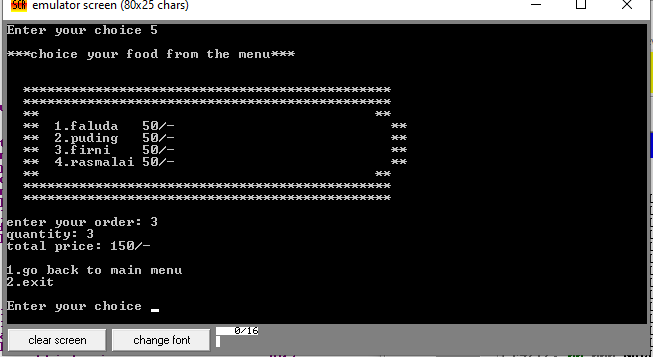 emulator screen (80x25 chars)
Enter your choice 5
***choice your food from the menu***
**********************************************
**********************************************
** **
** 1.faluda 50/- **
** 2.puding 50/- **
** 3.firni 50/- **
** 4.rasmalai 50/- **
** **
**********************************************
**********************************************
enter your order: 3
quantity: 3
total price: 150/-
1.go back to main menu
2.exit
Enter your choice _
clear screen change font 0/16